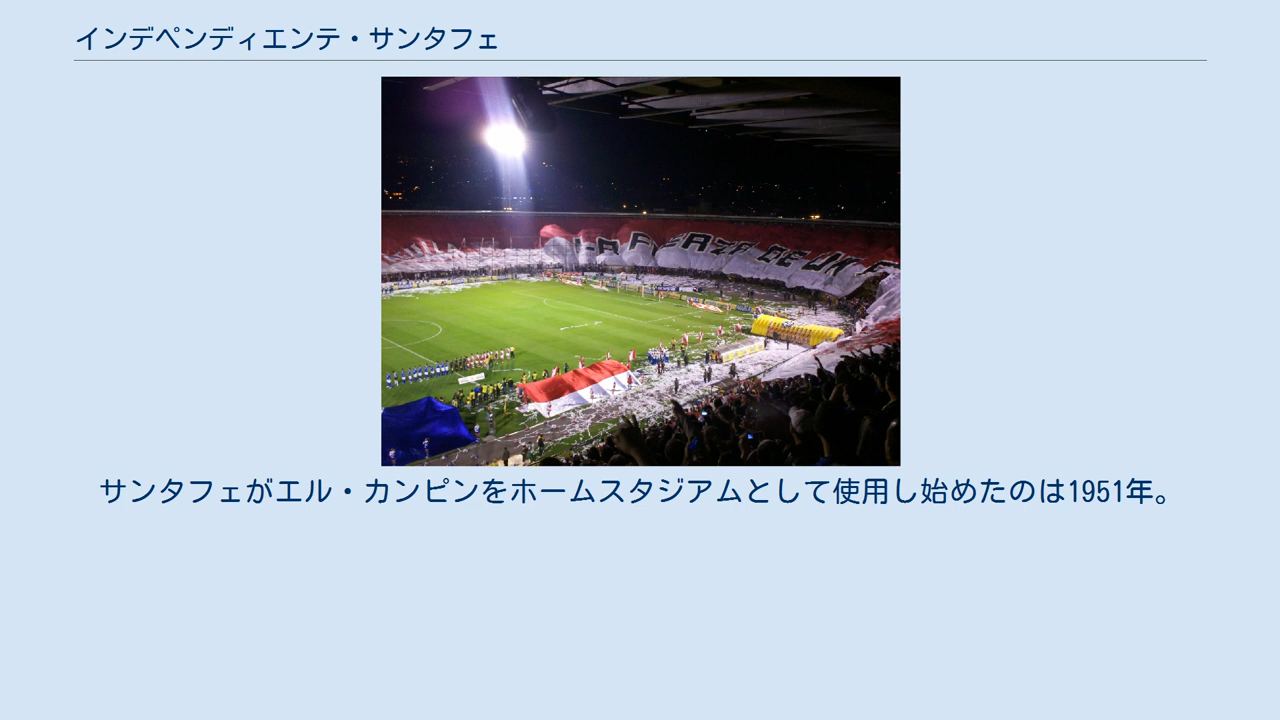 インデペンディエンテ・サンタフェ
LA F
サンタフェがエル・カンピンをホームスタジアムとして使用し始めたのは1951年。